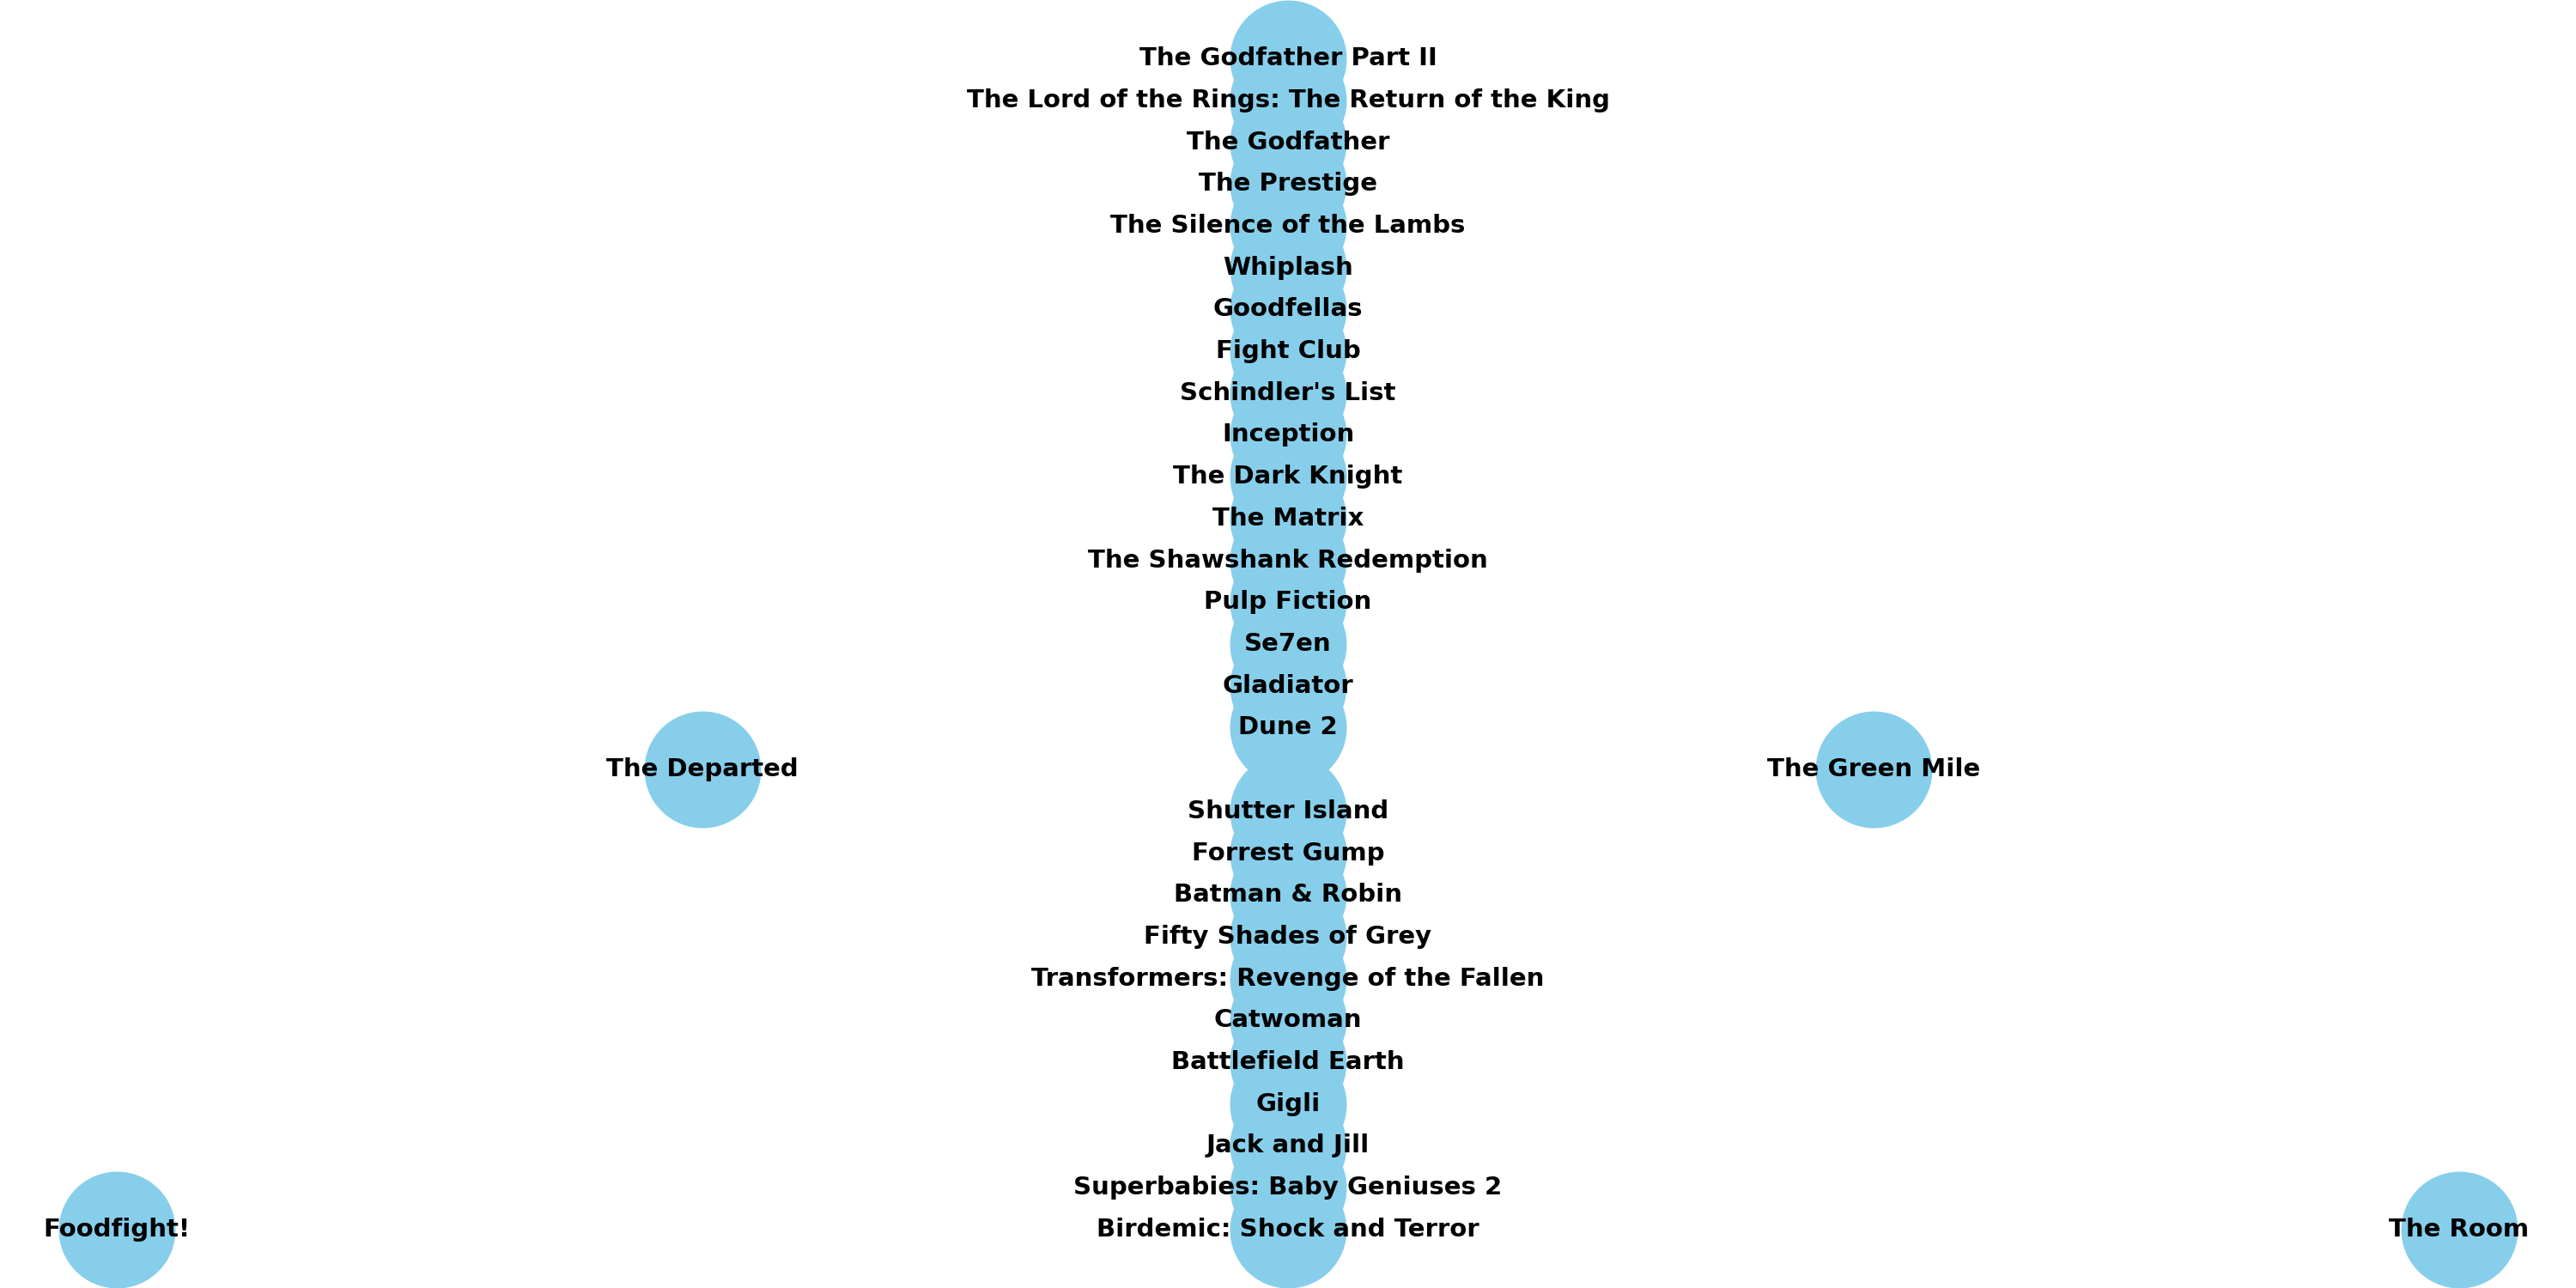 The Godfather Part II
The Lord of the Rings: The Return of the King
The Godfather
The Prestige
The Silence of the Lambs
Whiplash
Goodfellas
Fight Club
Schindler's List
Inception
The Dark Knight
The Matrix
The Shawshank Redemption
Pulp Fiction
Se7en
Gladiator
Dune 2
The Departed
The Green Mile
Shutter Island
Forrest Gump
Batman & Robin
Fifty Shades of Grey
Transformers: Revenge of the Fallen
Catwoman
Battlefield Earth
Gigli
Jack and Jill
Superbabies: Baby Geniuses 2
Foodfight!
Birdemic: Shock and Terror
The Room